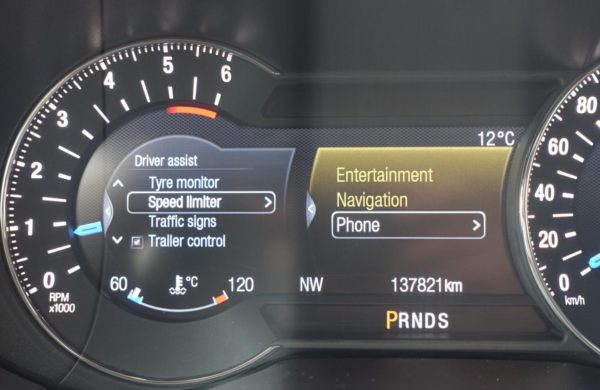 0
1
2
3
4
5
6
RPM
x1000
Driver assist
Tyre monitor
Speed limiter
Traffic signs
Trailer control
60 °C 120
12°C
Entertainment
Navigation
Phone
NW 137821km
PRNDS
80
60
40
20
0
km/h